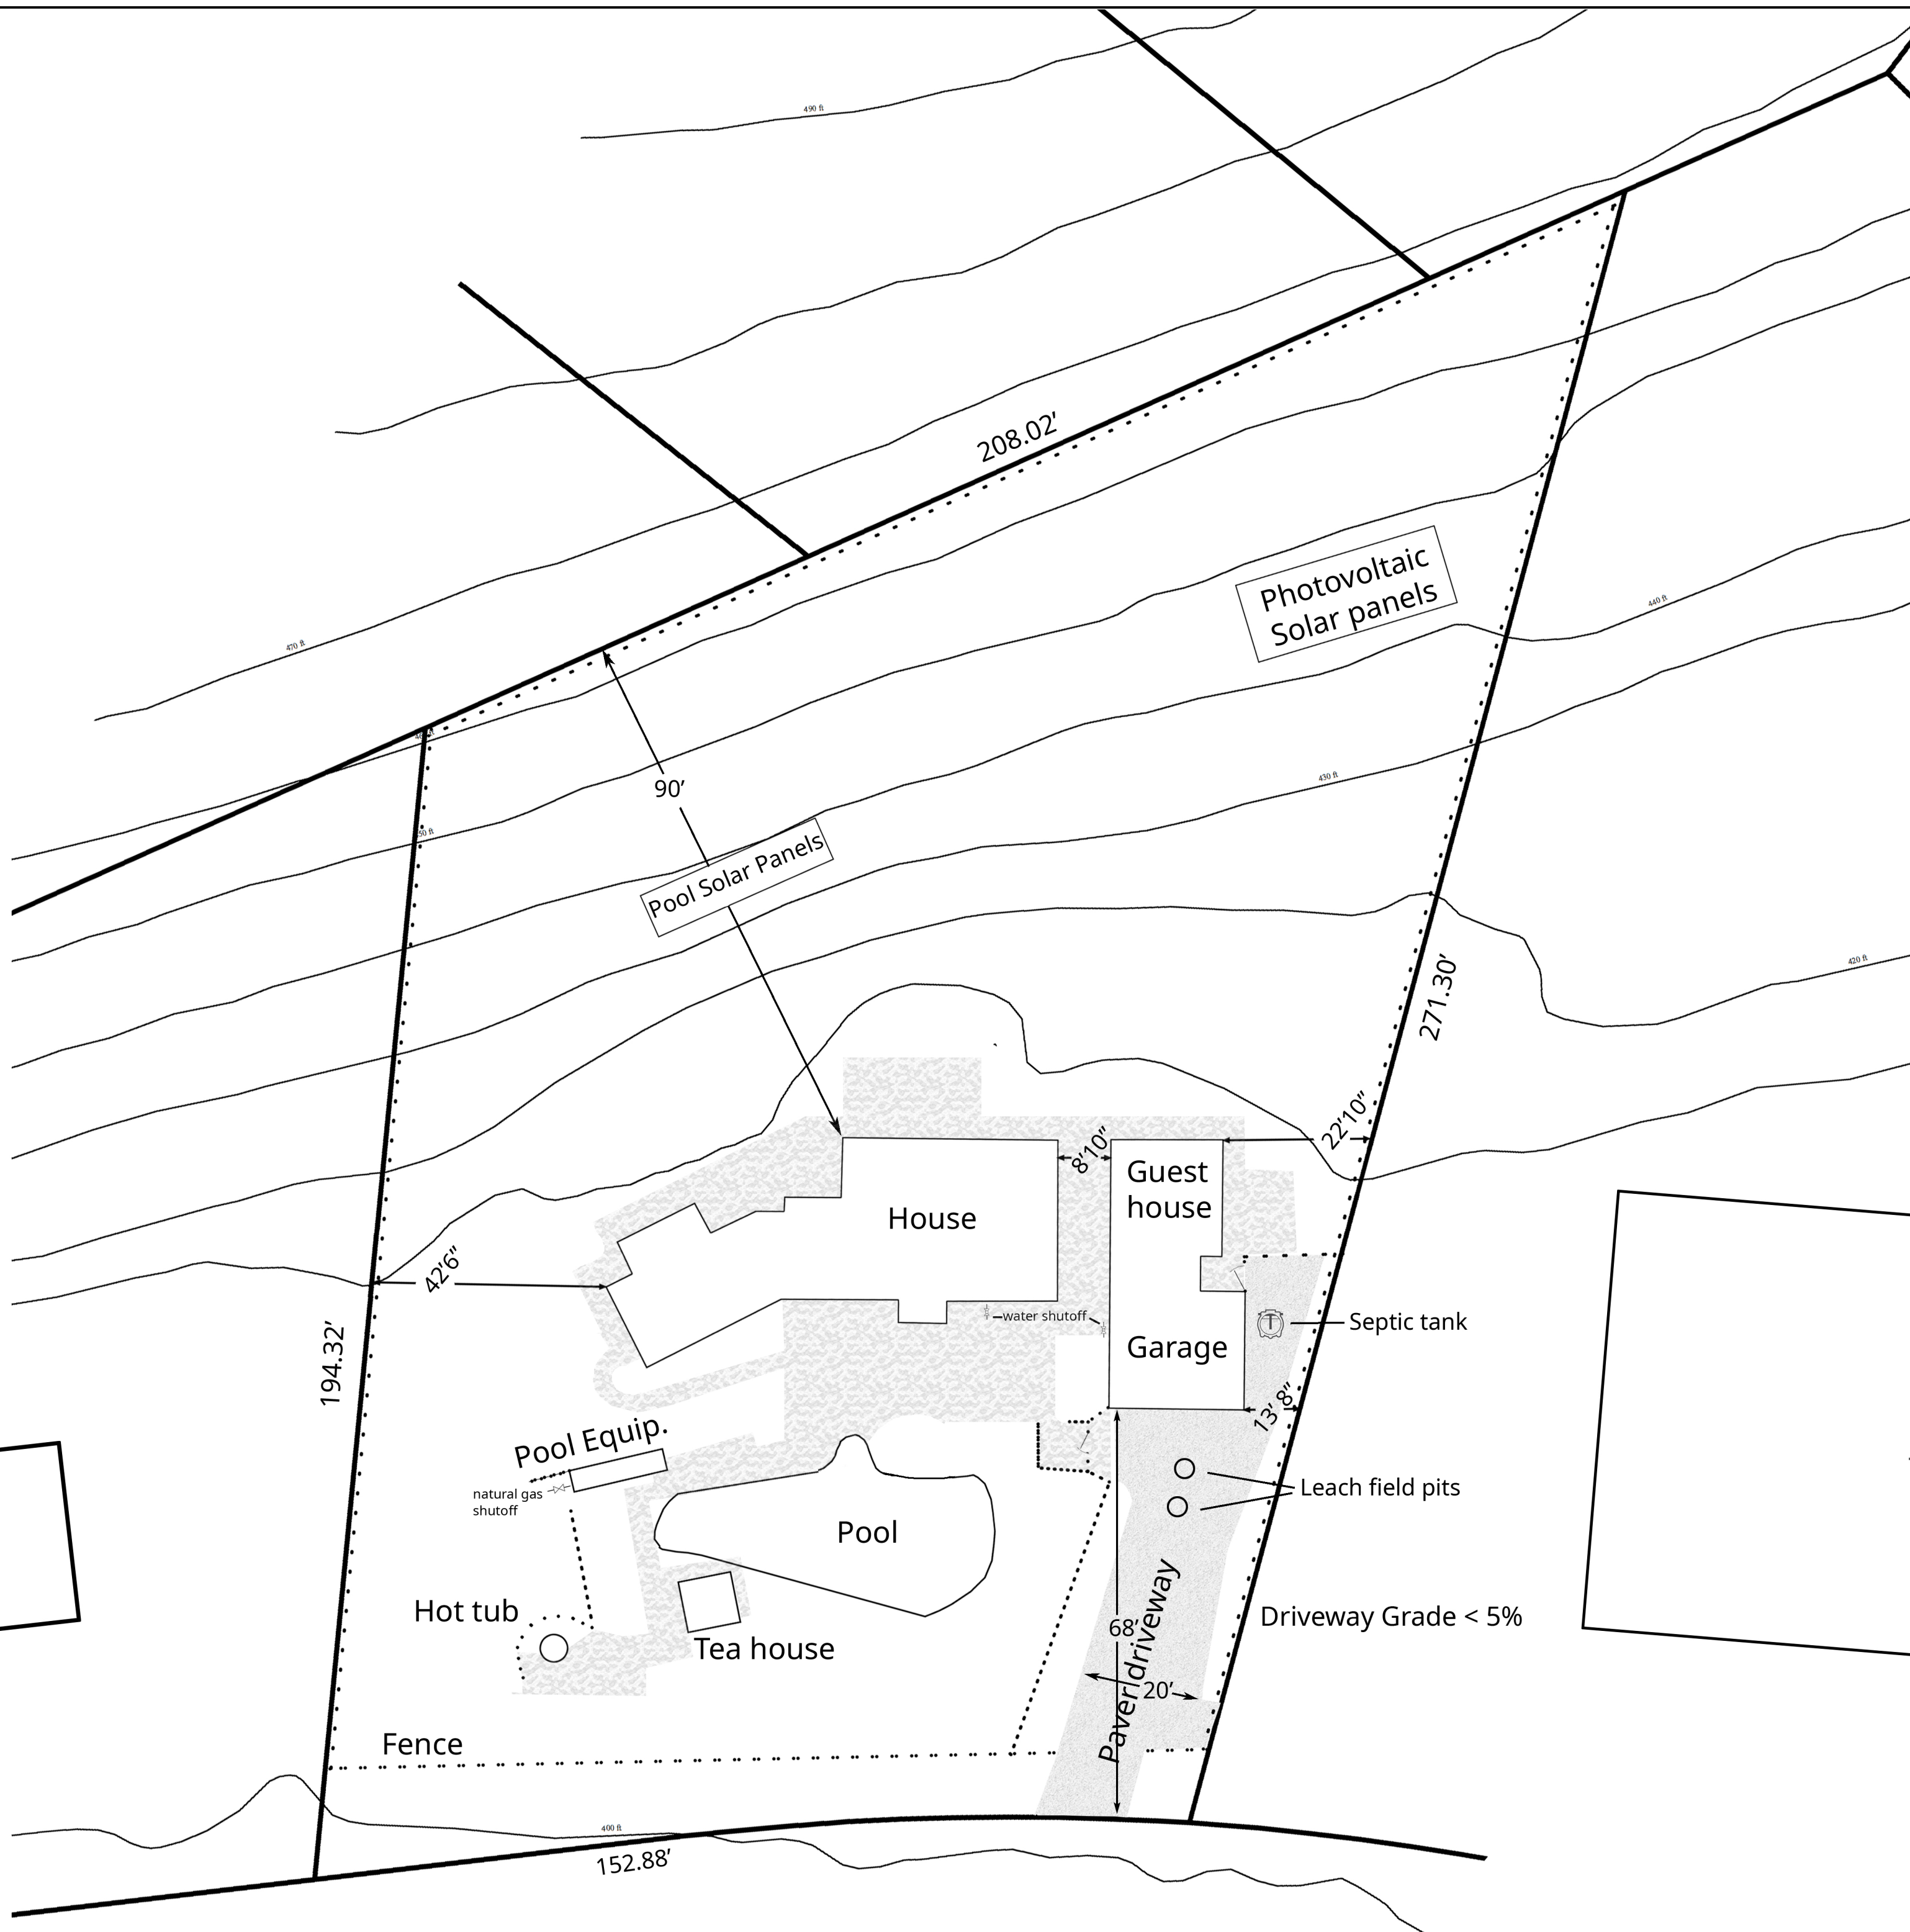 490 ft
208.02’
Photovoltaic
Solar panels
440 ft
470 ft
90’
430 ft
Pool Solar Panels
420 ft
271.30’
22’10”
8’10”
Guest
house
House
42’6”
water shutoff
Septic tank
Garage
194.32’
13’ 8”
Pool Equip.
natural gas
shutoff
Leach field pits
Pool
Hot tub
Driveway Grade < 5%
68’
Tea house
Paver driveway
20’
Fence
400 ft
152.88’